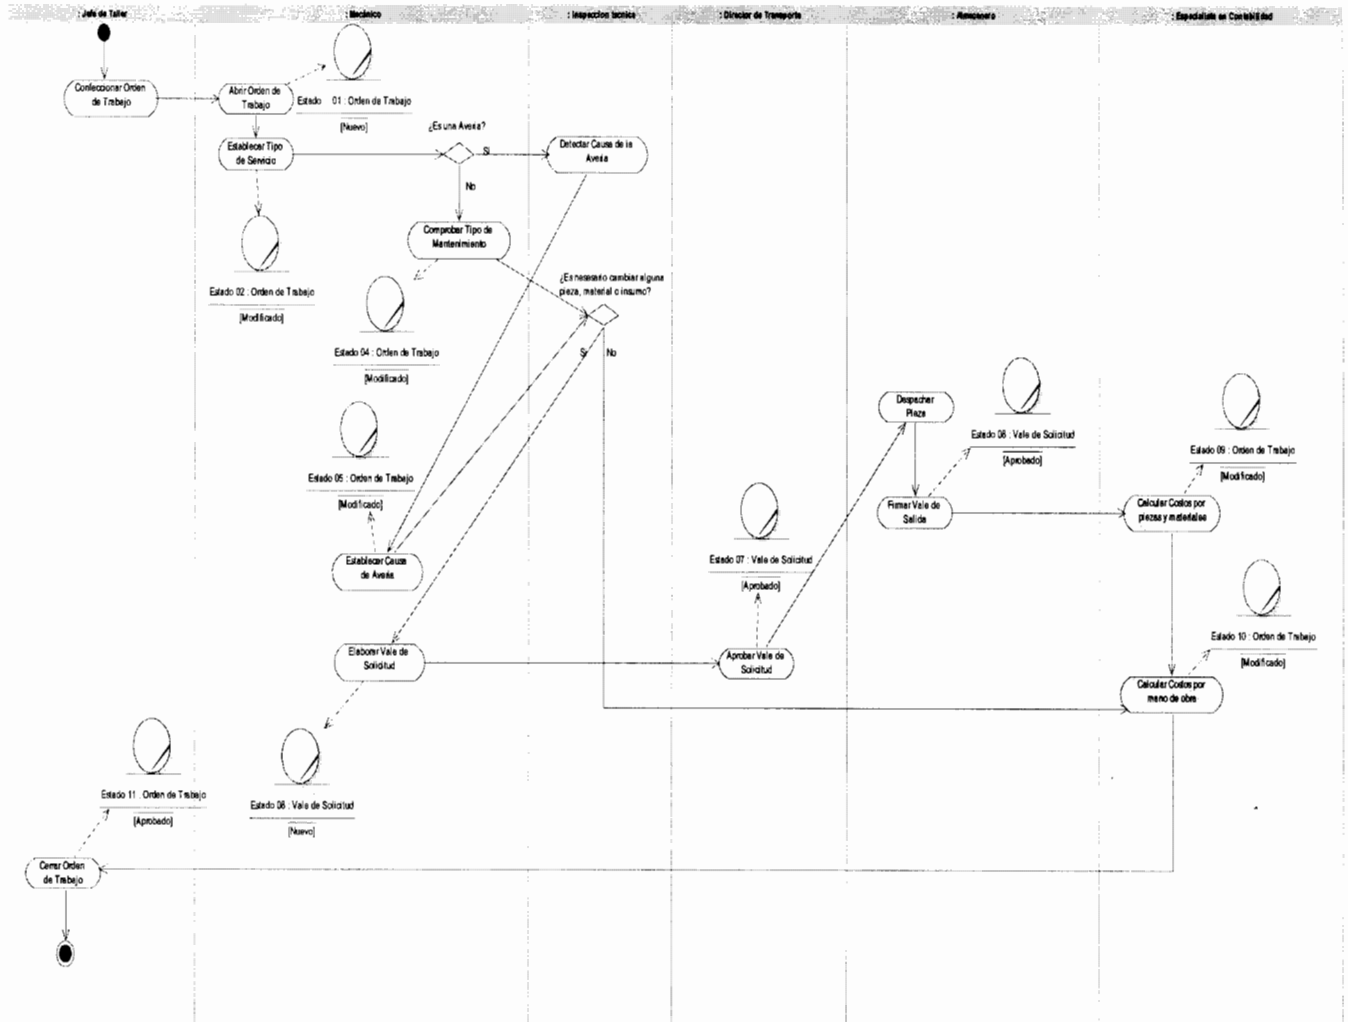 : Jefe de Taller
: Mecánico
: Inspeccion tecnica
: Director de Transporte
: Almacenero
: Especialista en Contabilidad
Confeccionar Orden
de Trabajo
Abrir Orden de
Trabajo
Estado 01 : Orden de Trabajo
[Nuevo]
¿Es una Averia?
Establecer Tipo
de Servicio
Si
Detectar Causa de la
Averia
No
Comprobar Tipo de
Mantenimiento
¿Es necesario cambiar alguna
pieza, material o insumo?
Estado 02 : Orden de Trabajo
[Modificado]
Estado 04 : Orden de Trabajo
[Modificado]
Si
No
Despachar
Pieza
Estado 08 : Vale de Solicitud
[Aprobado]
Estado 09 : Orden de Trabajo
[Modificado]
Estado 05 : Orden de Trabajo
[Modificado]
Firmar Vale de
Salida
Calcular Costos por
piezas y materiales
Establecer Causa
de Averia
Estado 07 : Vale de Solicitud
[Aprobado]
Elaborar Vale de
Solicitud
Aprobar Vale de
Solicitud
Estado 10 : Orden de Trabajo
[Modificado]
Calcular Costos por
mano de obra
Estado 11 : Orden de Trabajo
[Aprobado]
Estado 06 : Vale de Solicitud
[Nuevo]
Cerrar Orden
de Trabajo